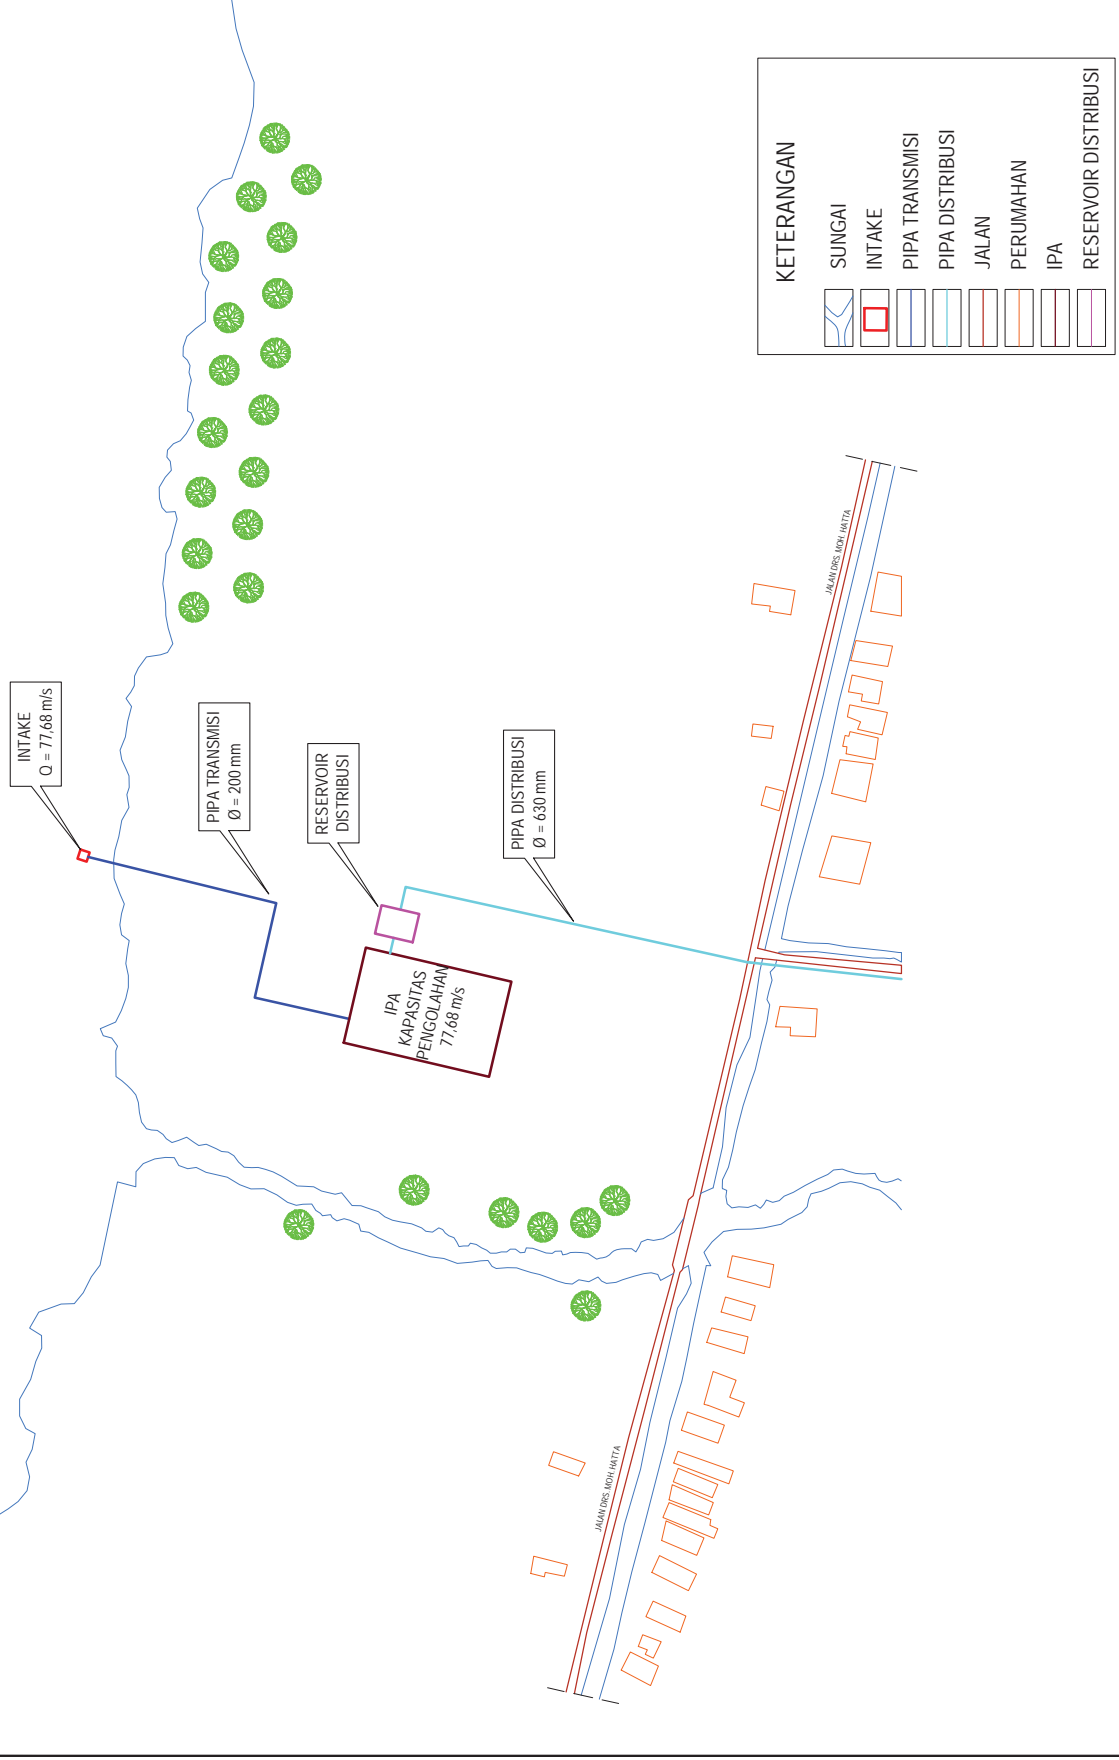 INTAKE
Q = 77,68 m/s
PIPA TRANSMISI
Ø = 200 mm
RESERVOIR
DISTRIBUSI
PIPA DISTRIBUSI
Ø = 630 mm
IPA
KAPASITAS
PENGOLAHAN
77,68 m/s
JALAN DRS. MOH. HATTA
JALAN DRS. MOH. HATTA
KETERANGAN
SUNGAI
INTAKE
PIPA TRANSMISI
PIPA DISTRIBUSI
JALAN
PERUMAHAN
IPA
RESERVOIR DISTRIBUSI